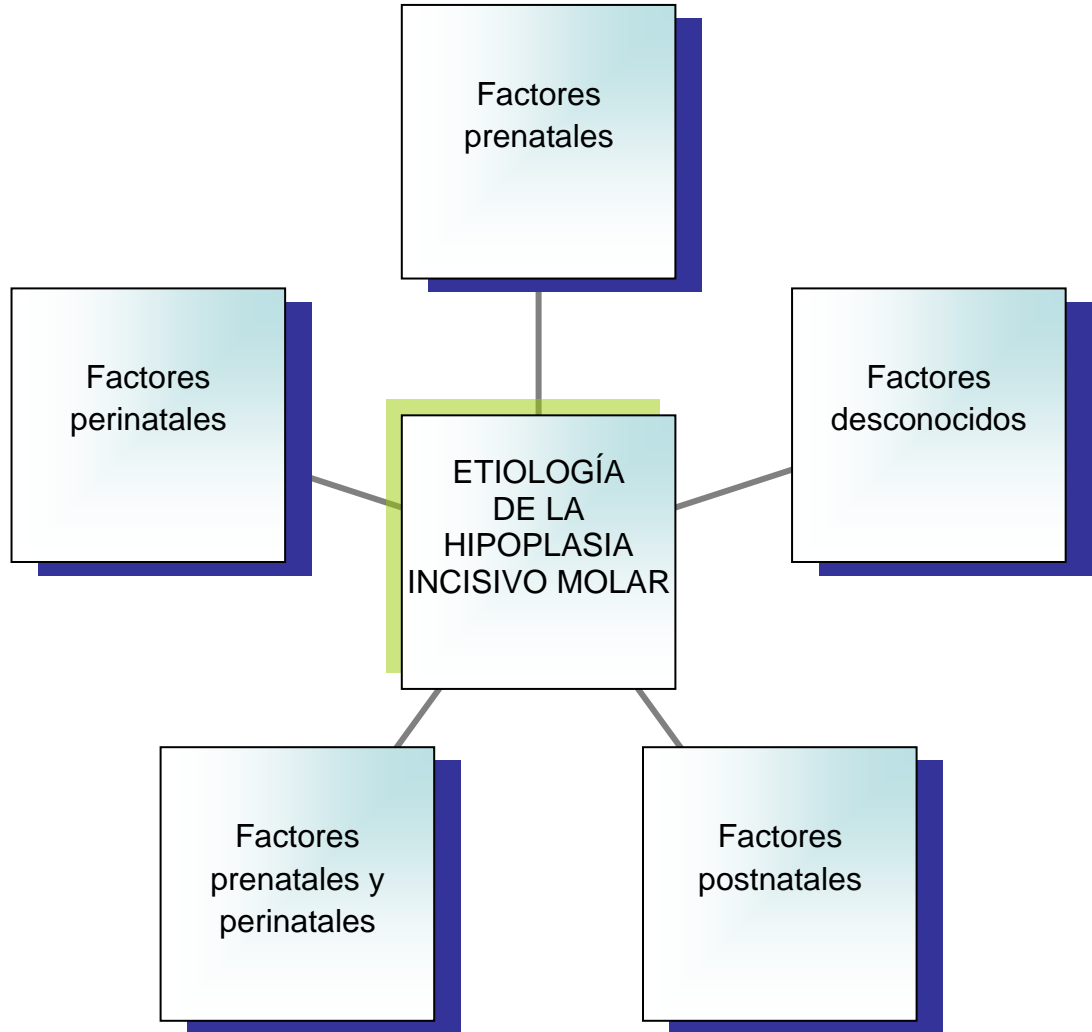 Factores
prenatales
Factores
perinatales
Factores
desconocidos
ETIOLOGÍA
DE LA
HIPOPLASIA
INCISIVO MOLAR
Factores
prenatales y
perinatales
Factores
postnatales